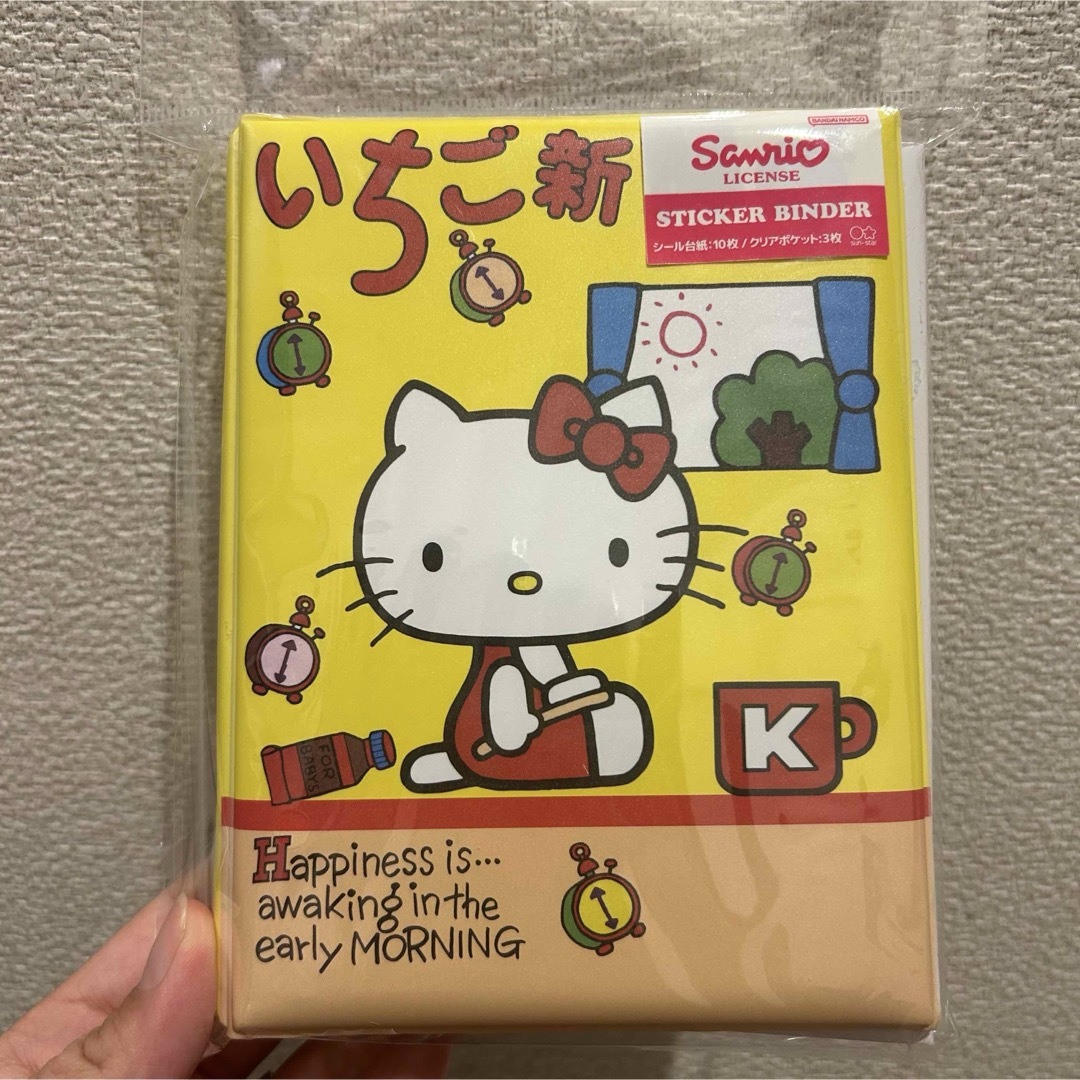 いちご新
BANDAI NAMCO
Sanrio
LICENSE
STICKER BINDER
シール台紙:10枚 / クリアポケット:3枚
sun-star
FOR
BABYS
K
Happiness is...
awaking in the
early MORNING